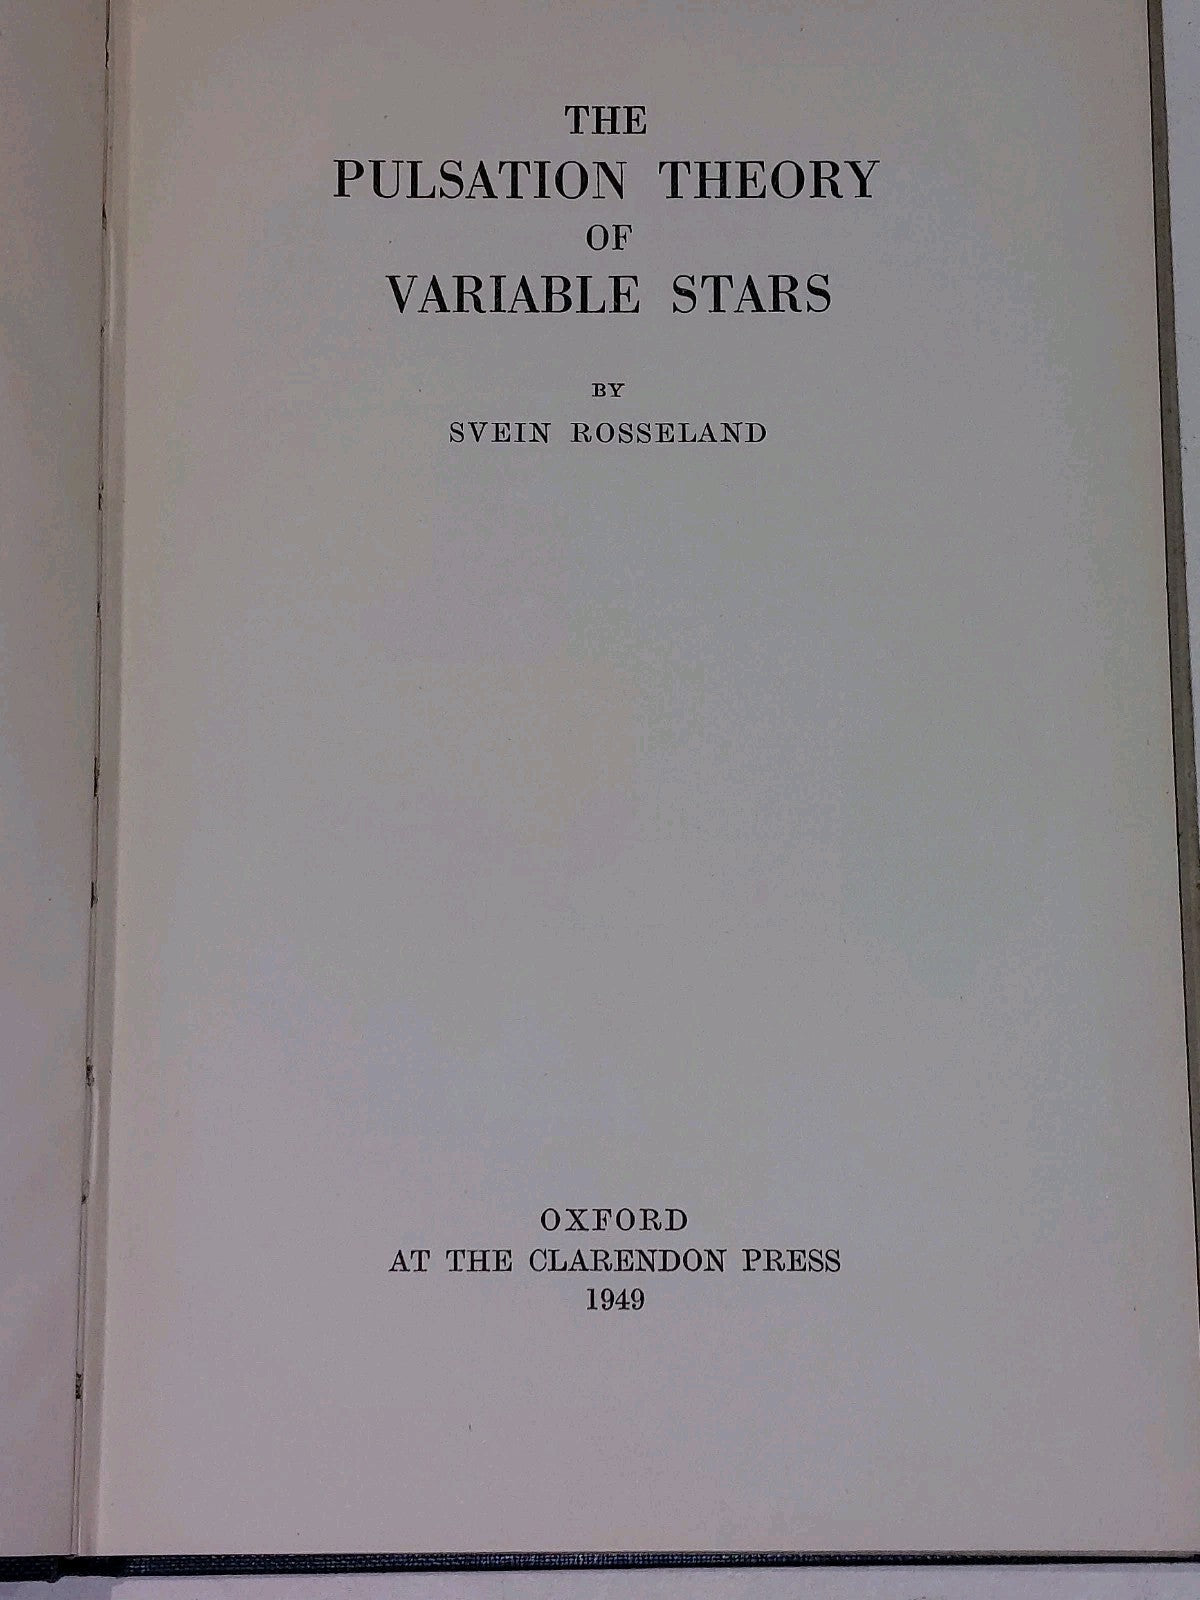 THE
PULSATION THEORY
OF
VARIABLE STARS
BY
SVEIN ROSSELAND
OXFORD
AT THE CLARENDON PRESS
1949